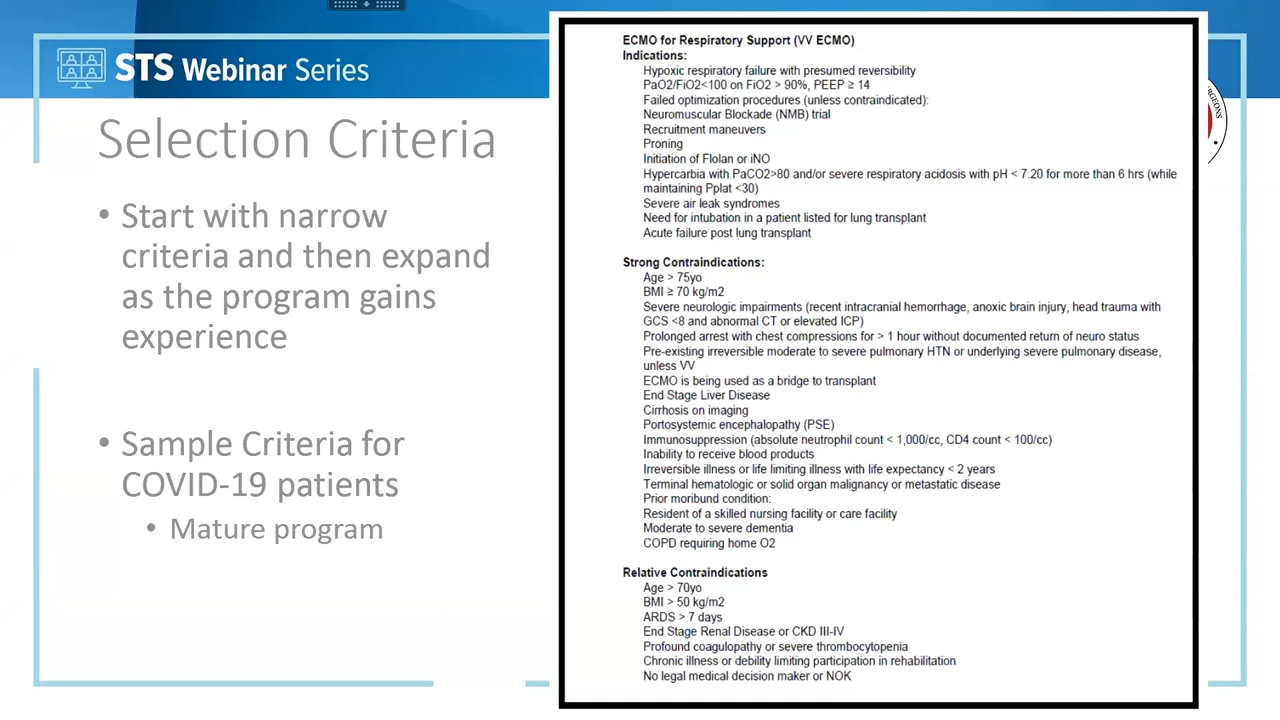 STS Webinar Series
Selection Criteria
• Start with narrow
criteria and then expand
as the program gains
experience
• Sample Criteria for
COVID-19 patients
• Mature program
ECMO for Respiratory Support (VV ECMO)
Indications:
Hypoxic respiratory failure with presumed reversibility
PaO2/FiO2<100 on FiO2 > 90%, PEEP ≥ 14
Failed optimization procedures (unless contraindicated):
Neuromuscular Blockade (NMB) trial
Recruitment maneuvers
Proning
Initiation of Flolan or iNO
Hypercarbia with PaCO2>80 and/or severe respiratory acidosis with pH < 7.20 for more than 6 hrs (while
maintaining Pplat <30)
Severe air leak syndromes
Need for intubation in a patient listed for lung transplant
Acute failure post lung transplant
Strong Contraindications:
Age > 75yo
BMI ≥ 70 kg/m2
Severe neurologic impairments (recent intracranial hemorrhage, anoxic brain injury, head trauma with
GCS <8 and abnormal CT or elevated ICP)
Prolonged arrest with chest compressions for > 1 hour without documented return of neuro status
Pre-existing irreversible moderate to severe pulmonary HTN or underlying severe pulmonary disease,
unless VV
ECMO is being used as a bridge to transplant
End Stage Liver Disease
Cirrhosis on imaging
Portosystemic encephalopathy (PSE)
Immunosuppression (absolute neutrophil count < 1,000/cc, CD4 count < 100/cc)
Inability to receive blood products
Irreversible illness or life limiting illness with life expectancy < 2 years
Terminal hematologic or solid organ malignancy or metastatic disease
Prior moribund condition:
Resident of a skilled nursing facility or care facility
Moderate to severe dementia
COPD requiring home O2
Relative Contraindications
Age > 70yo
BMI > 50 kg/m2
ARDS > 7 days
End Stage Renal Disease or CKD III-IV
Profound coagulopathy or severe thrombocytopenia
Chronic illness or debility limiting participation in rehabilitation
No legal medical decision maker or NOK